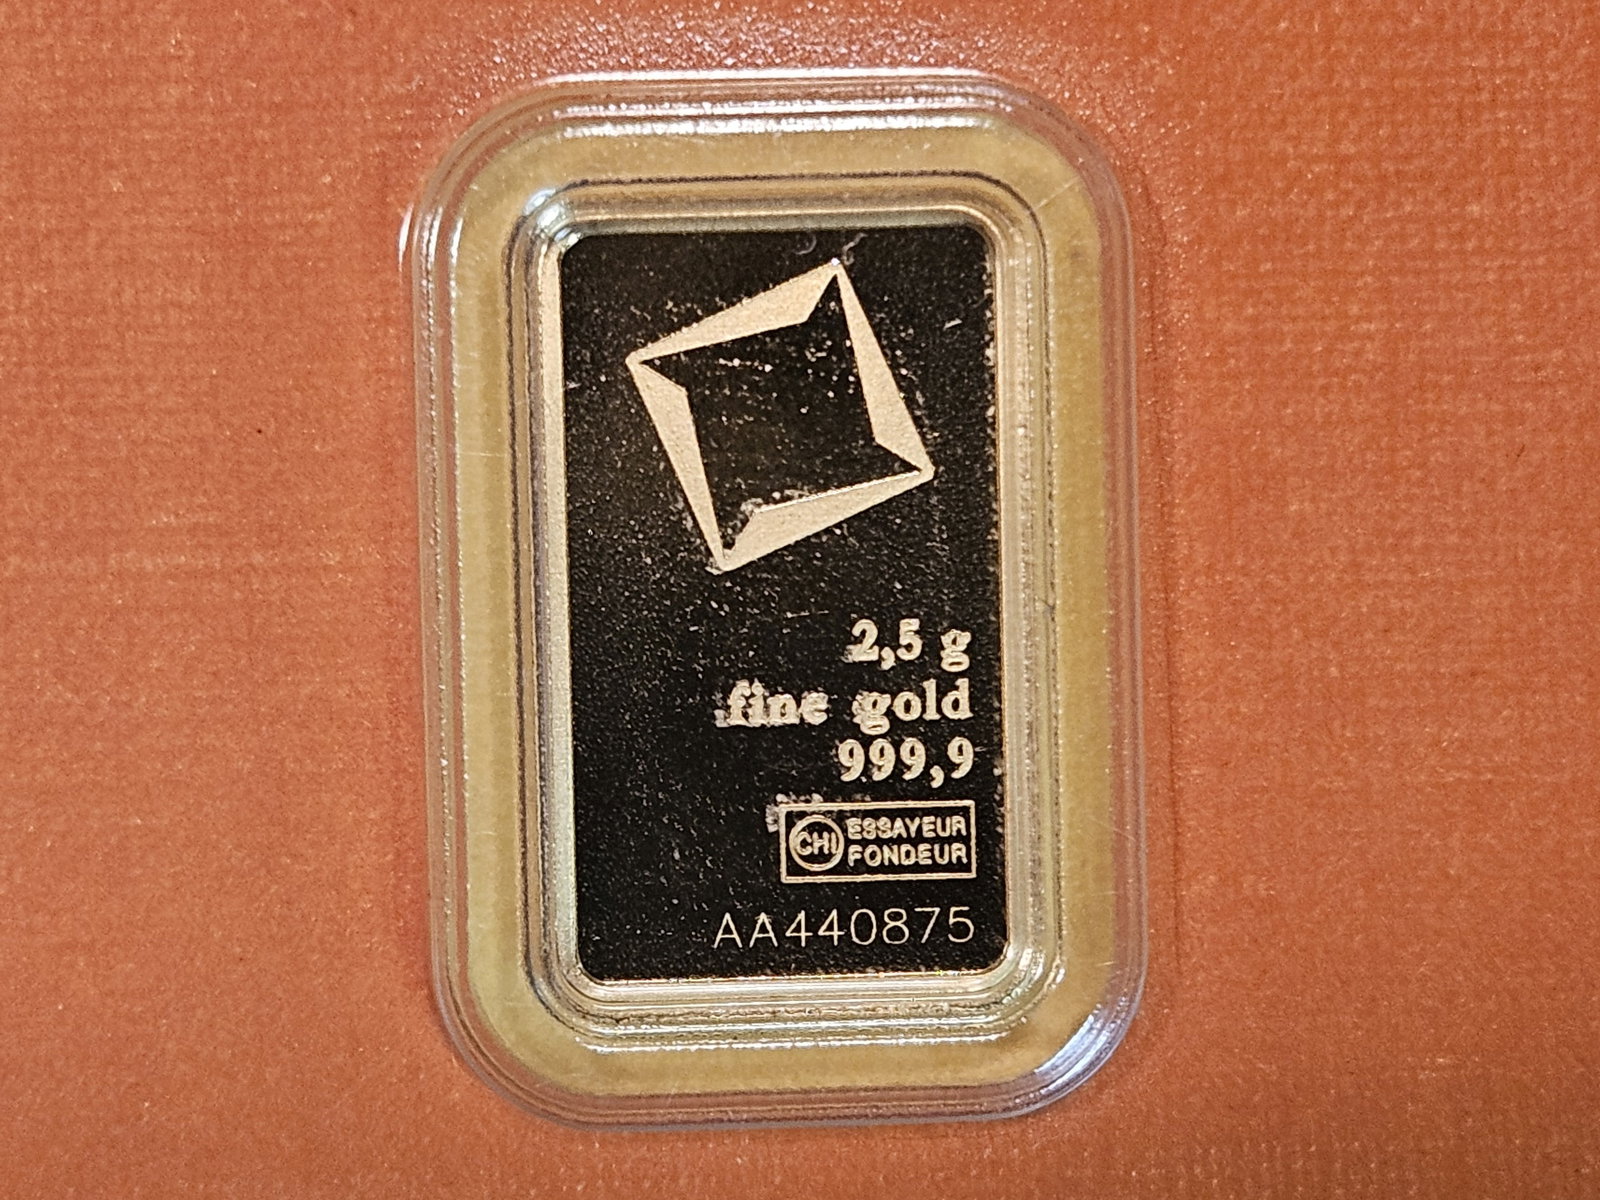 2,5 g
fine gold
999,9
CHI ESSAYEUR
FONDEUR
AA440875